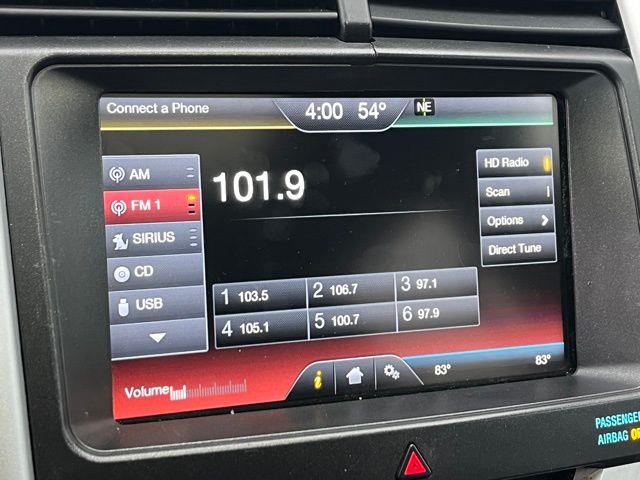 Connect a Phone 4:00 54° NE
AM
FM 1
SIRIUS
CD
USB
101.9
HD Radio
Scan
Options
Direct Tune
1 103.5 2 106.7 3 97.1
4 105.1 5 100.7 6 97.9
Volume
i 83° 83°
PASSENGER
AIRBAG